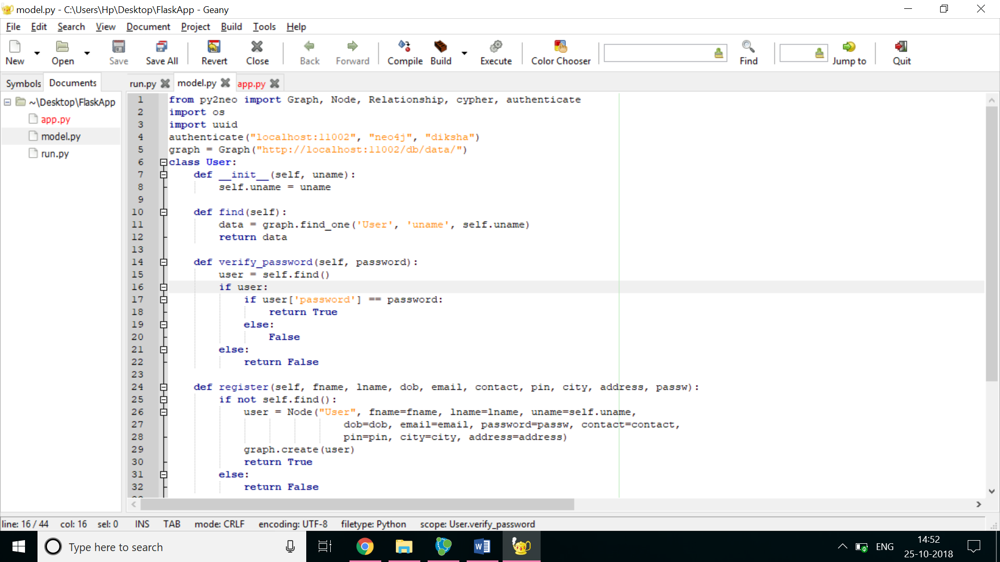 model.py - C:\Users\Hp\Desktop\FlaskApp - Geany
File Edit Search View Document Project Build Tools Help
New Open Save Save All Revert Close Back Forward Compile Build Execute Color Chooser Find Jump to Quit
Symbols Documents run.py model.py app.py
~\Desktop\FlaskApp
app.py
model.py
run.py
1 from py2neo import Graph, Node, Relationship, cypher, authenticate
2 import os
3 import uuid
4 authenticate("localhost:11002", "neo4j", "diksha")
5 graph = Graph("http://localhost:11002/db/data/")
6 class User:
7     def __init__(self, uname):
8         self.uname = uname
9
10     def find(self):
11         data = graph.find_one('User', 'uname', self.uname)
12         return data
13
14     def verify_password(self, password):
15         user = self.find()
16         if user:
17             if user['password'] == password:
18                 return True
19             else:
20                 False
21         else:
22             return False
23
24     def register(self, fname, lname, dob, email, contact, pin, city, address, passw):
25         if not self.find():
26             user = Node("User", fname=fname, lname=lname, uname=self.uname,
27                             dob=dob, email=email, password=passw, contact=contact,
28                             pin=pin, city=city, address=address)
29             graph.create(user)
30             return True
31         else:
32             return False
line: 16 / 44 col: 16 sel: 0 INS TAB mode: CRLF encoding: UTF-8 filetype: Python scope: User.verify_password
Type here to search
ENG
14:52
25-10-2018